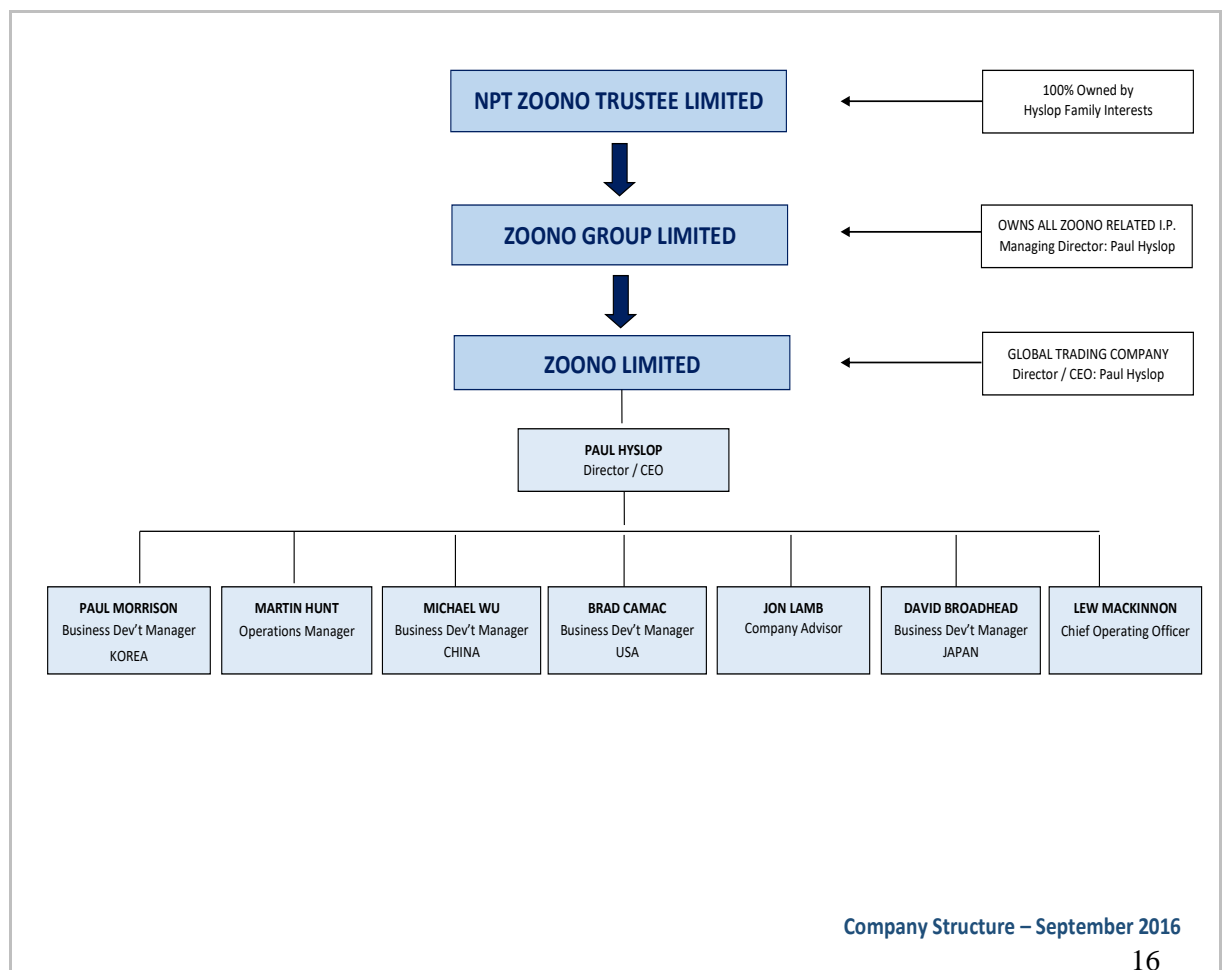 NPT ZOONO TRUSTEE LIMITED
100% Owned by
Hyslop Family Interests
ZOONO GROUP LIMITED
OWNS ALL ZOONO RELATED I.P.
Managing Director: Paul Hyslop
ZOONO LIMITED
GLOBAL TRADING COMPANY
Director / CEO: Paul Hyslop
PAUL HYSLOP
Director / CEO
PAUL MORRISON
Business Dev't Manager
KOREA
MARTIN HUNT
Operations Manager
MICHAEL WU
Business Dev't Manager
CHINA
BRAD CAMAC
Business Dev't Manager
USA
JON LAMB
Company Advisor
DAVID BROADHEAD
Business Dev't Manager
JAPAN
LEW MACKINNON
Chief Operating Officer
Company Structure – September 2016
16